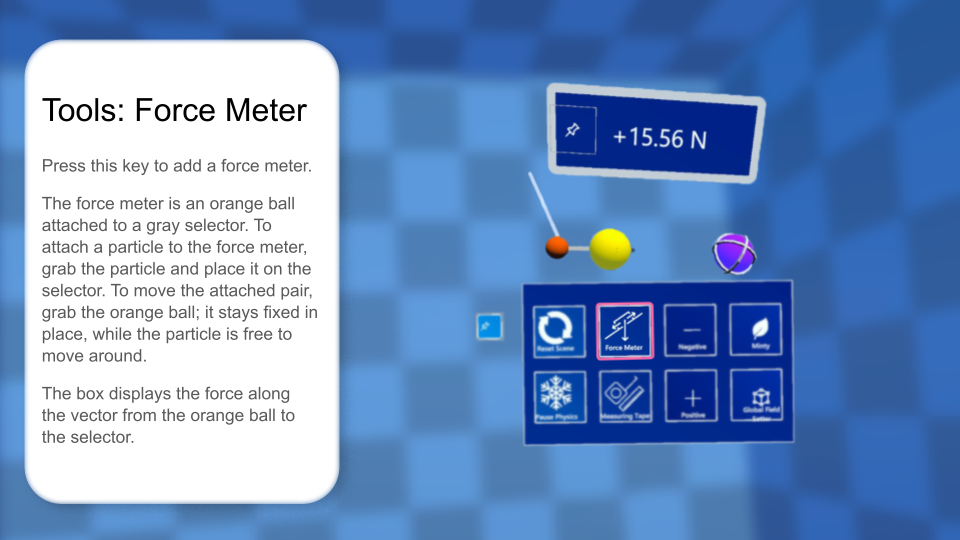 Tools: Force Meter
Press this key to add a force meter.
The force meter is an orange ball
attached to a gray selector. To
attach a particle to the force meter,
grab the particle and place it on the
selector. To move the attached pair,
grab the orange ball; it stays fixed in
place, while the particle is free to
move around.
The box displays the force along
the vector from the orange ball to
the selector.
+15.56 N
Reset Scene
Force Meter
Negative
Minty
Pause Physics
Measuring Tape
Positive
Global Field
Setter